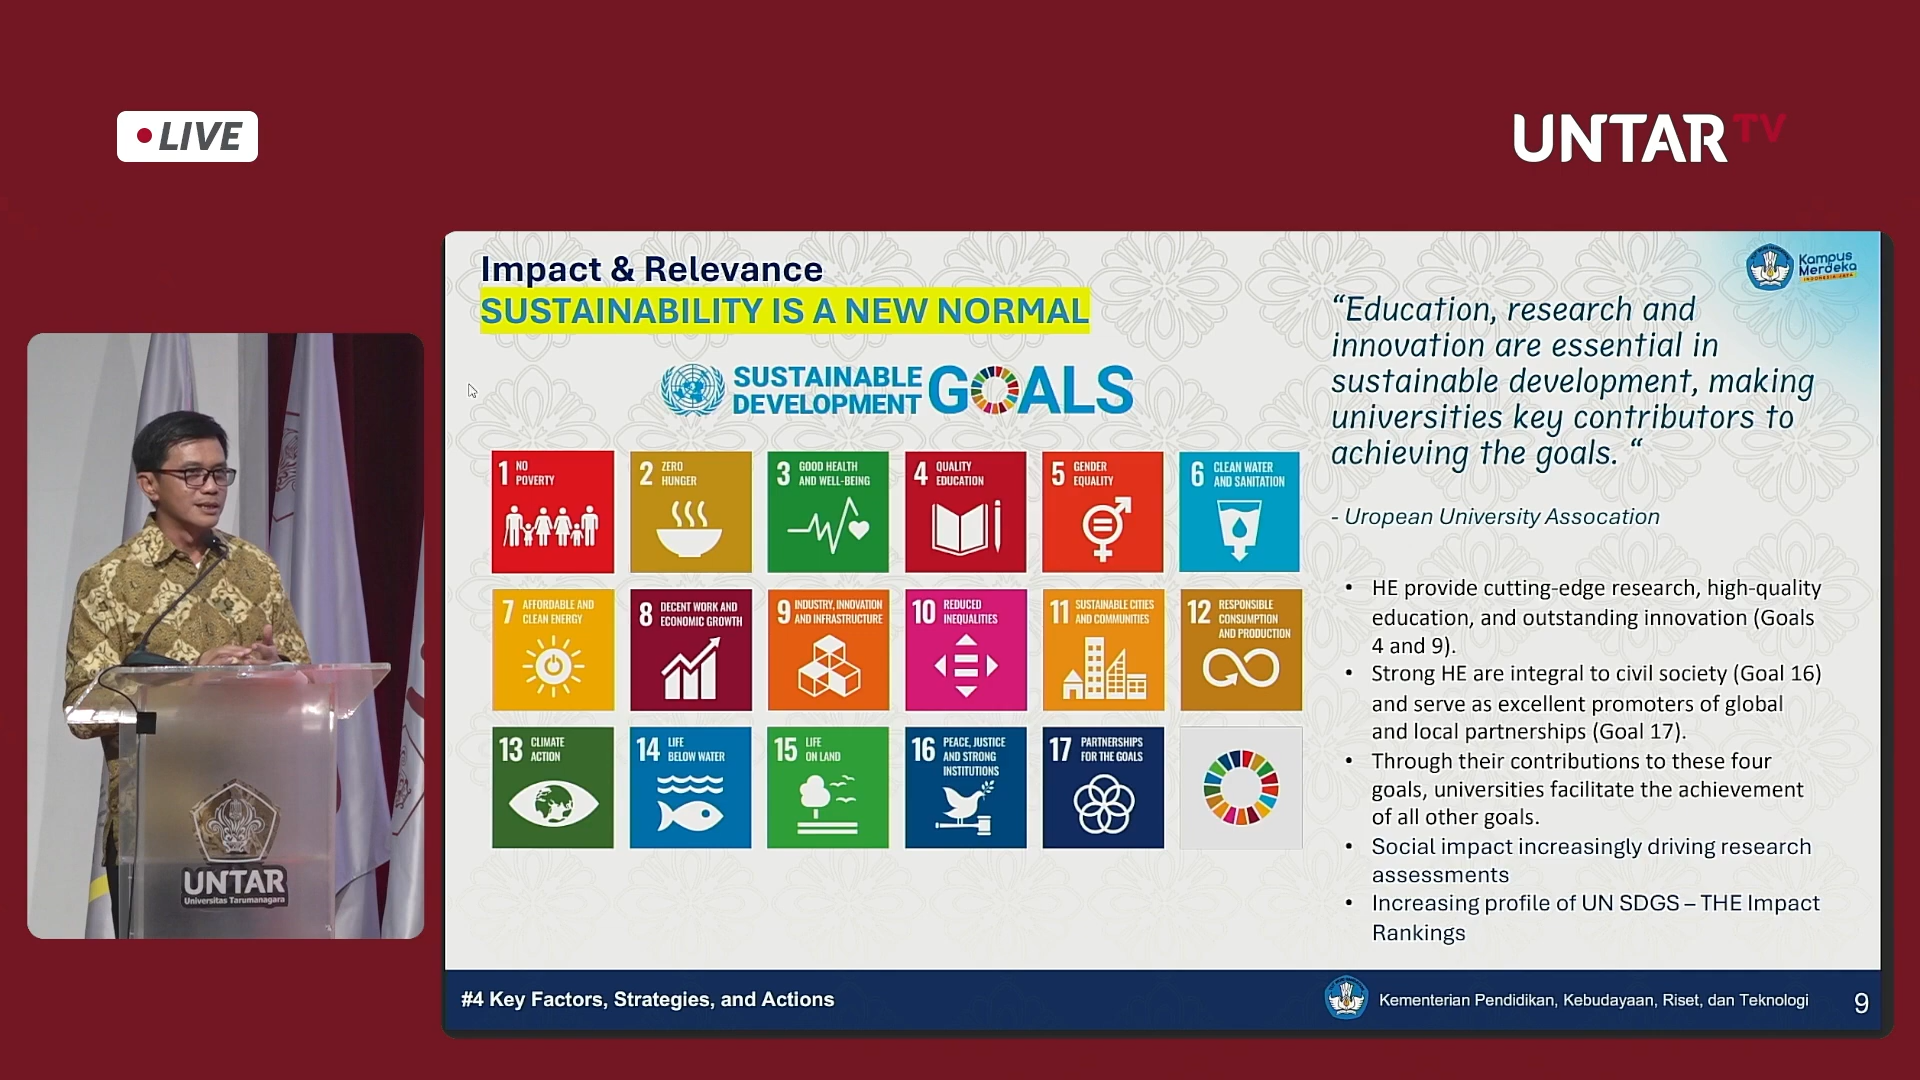 LIVE
UNTAR TV
Impact & Relevance
SUSTAINABILITY IS A NEW NORMAL
SUSTAINABLE
DEVELOPMENT
GOALS
1 NO
POVERTY
2 ZERO
HUNGER
3 GOOD HEALTH
AND WELL-BEING
4 QUALITY
EDUCATION
5 GENDER
EQUALITY
6 CLEAN WATER
AND SANITATION
7 AFFORDABLE AND
CLEAN ENERGY
8 DECENT WORK AND
ECONOMIC GROWTH
9 INDUSTRY, INNOVATION
AND INFRASTRUCTURE
10 REDUCED
INEQUALITIES
11 SUSTAINABLE CITIES
AND COMMUNITIES
12 RESPONSIBLE
CONSUMPTION
AND PRODUCTION
13 CLIMATE
ACTION
14 LIFE
BELOW WATER
15 LIFE
ON LAND
16 PEACE, JUSTICE
AND STRONG
INSTITUTIONS
17 PARTNERSHIPS
FOR THE GOALS
Kampus
Merdeka
INDONESIA JAYA
“Education, research and
innovation are essential in
sustainable development, making
universities key contributors to
achieving the goals. “
- Uropean University Assocation
• HE provide cutting-edge research, high-quality
education, and outstanding innovation (Goals
4 and 9).
• Strong HE are integral to civil society (Goal 16)
and serve as excellent promoters of global
and local partnerships (Goal 17).
• Through their contributions to these four
goals, universities facilitate the achievement
of all other goals.
• Social impact increasingly driving research
assessments
• Increasing profile of UN SDGS – THE Impact
Rankings
#4 Key Factors, Strategies, and Actions
Kementerian Pendidikan, Kebudayaan, Riset, dan Teknologi
9
UNTAR
Universitas Tarumanagara